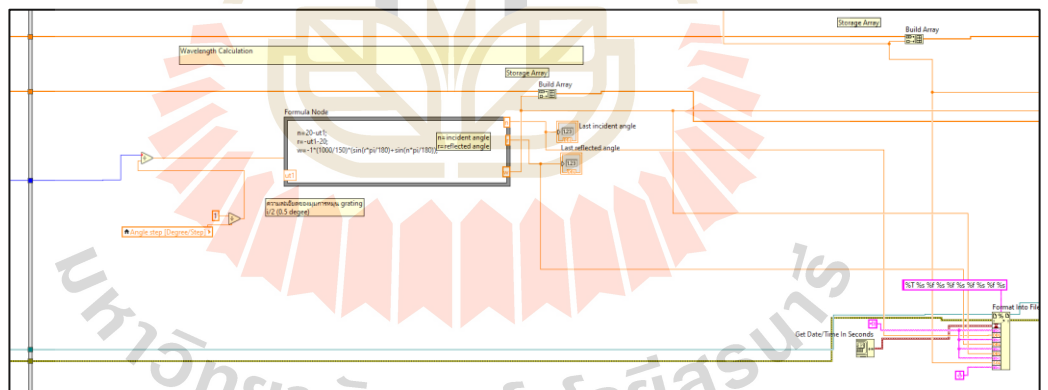 Storage Array
Build Array
Wavelength Calculation
Storage Array
Build Array
Formula Node
n=20-ut1;
r=-ut1-20;
w=-1*(1000/150)*(sin(r*pi/180)+sin(n*pi/180));
n=incident angle
r=reflected angle
Last incident angle
Last reflected angle
ut1
ความละเอียดของมุมการหมุน grating
i/2 (0.5 degree)
1
Angle step [Degree/Step]
%T %s %f %s %f %s %f %s %f %s
Format Into File
Get Date/Time In Seconds